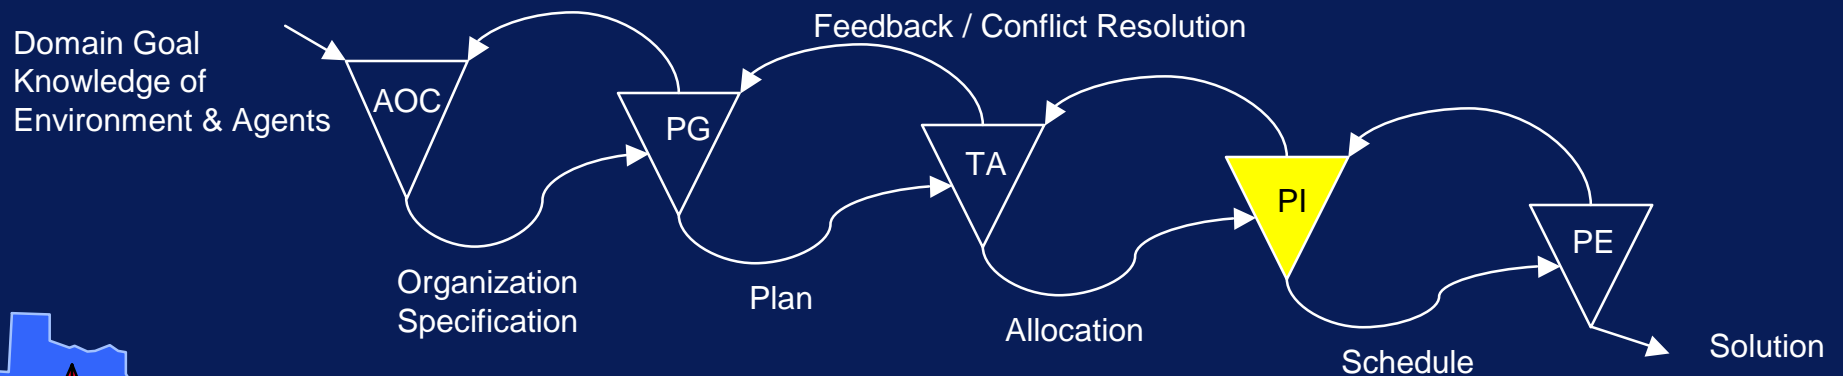 Feedback / Conflict Resolution
Domain Goal
Knowledge of
Environment & Agents
AOC
PG
TA
PI
PE
Organization
Specification
Plan
Allocation
Schedule
Solution